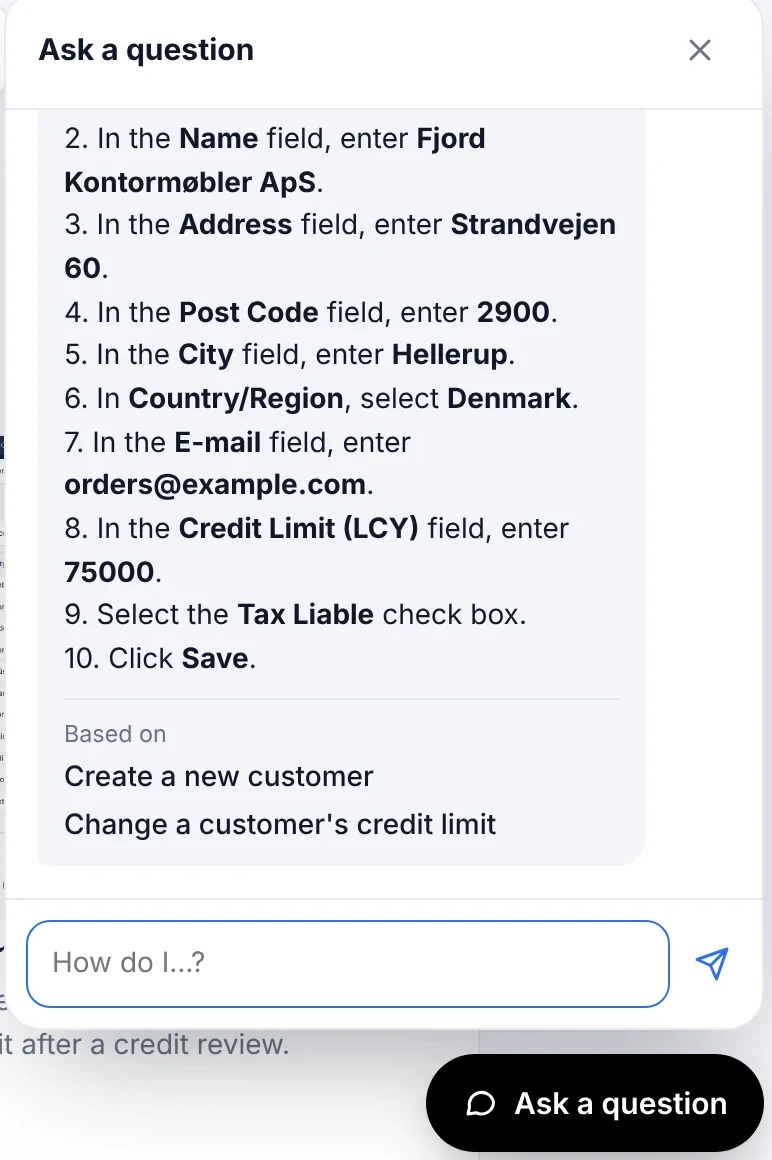 Ask a question
2. In the Name field, enter Fjord
Kontormøbler ApS.
3. In the Address field, enter Strandvejen
60.
4. In the Post Code field, enter 2900.
5. In the City field, enter Hellerup.
6. In Country/Region, select Denmark.
7. In the E-mail field, enter
orders@example.com.
8. In the Credit Limit (LCY) field, enter
75000.
9. Select the Tax Liable check box.
10. Click Save.
Based on
Create a new customer
Change a customer's credit limit
How do I...?
it after a credit review.
Ask a question